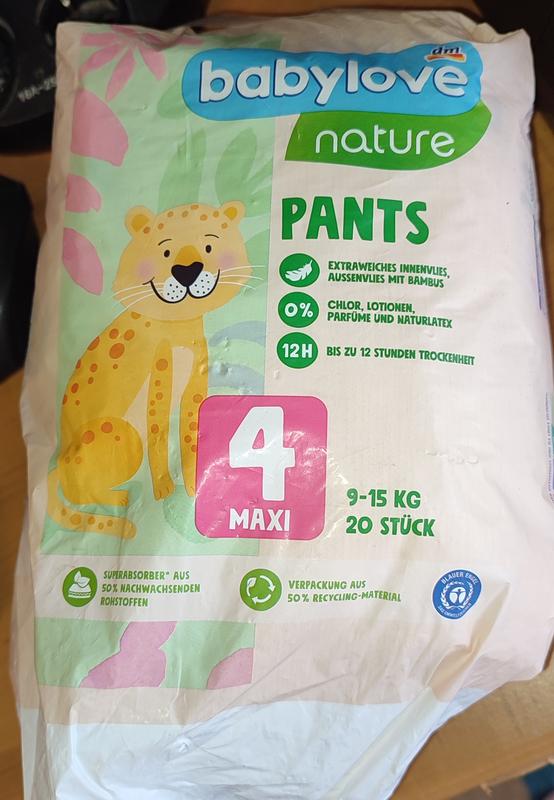 dm
babylove
nature
PANTS
EXTRAWEICHES INNENVLIES,
AUSSENVLIES MIT BAMBUS
0%
CHLOR, LOTIONEN,
PARFÜME UND NATURLATEX
12H
BIS ZU 12 STUNDEN TROCKENHEIT
4
MAXI
9-15 KG
20 STÜCK
SUPERABSORBER* AUS
50% NACHWACHSENDEN
ROHSTOFFEN
VERPACKUNG AUS
50% RECYCLING-MATERIAL
BLAUER ENGEL